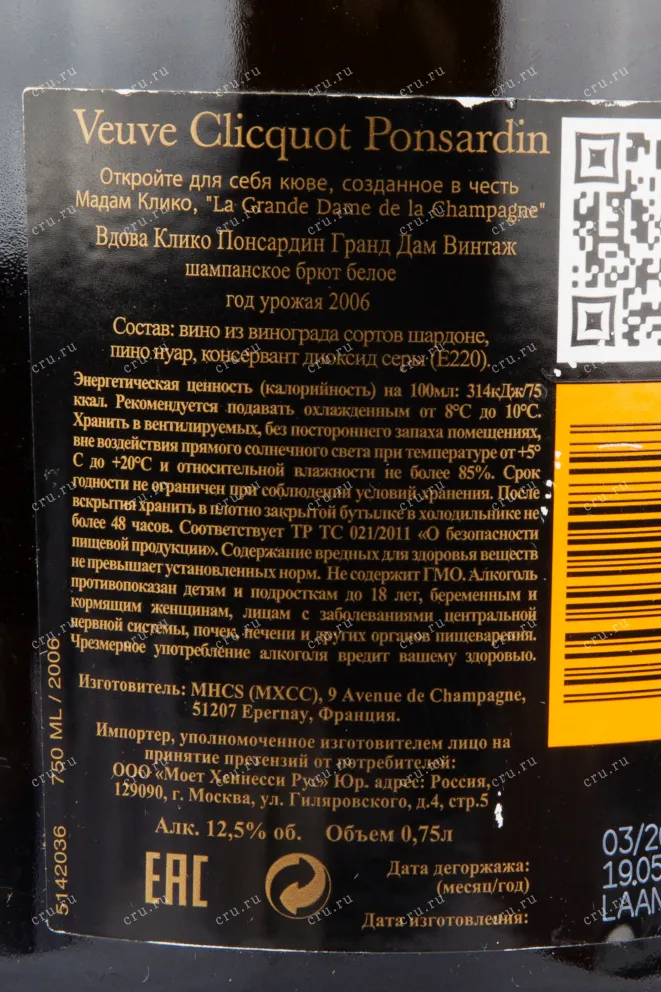 Veuve Clicquot Ponsardin
Откройте для себя кюве, созданное в честь
Мадам Клико, "La Grande Dame de la Champagne"
Вдова Клико Понсардин Гранд Дам Винтаж
шампанское брют белое
год урожая 2006
Состав: вино из винограда сортов шардоне,
пино нуар, консервант диоксид серы (Е220).
Энергетическая ценность (калорийность) на 100мл: 314кДж/75
ккал. Рекомендуется подавать охлажденным от 8°С до 10°С.
Хранить в вентилируемых, без постороннего запаха помещениях,
вне воздействия прямого солнечного света при температуре от +5°
С до +20°С и относительной влажности не более 85%. Срок
годности не ограничен при соблюдении условий хранения. После
вскрытия хранить в плотно закрытой бутылке в холодильнике не
более 48 часов. Соответствует ТР ТС 021/2011 «О безопасности
пищевой продукции». Содержание вредных для здоровья веществ
не превышает установленных норм. Не содержит ГМО. Алкоголь
противопоказан детям и подросткам до 18 лет, беременным и
кормящим женщинам, лицам с заболеваниями центральной
нервной системы, почек, печени и других органов пищеварения.
Чрезмерное употребление алкоголя вредит вашему здоровью.
Изготовитель: MHCS (МХСС), 9 Avenue de Champagne,
51207 Epernay, Франция.
Импортер, уполномоченное изготовителем лицо на
принятие претензий от потребителей:
ООО «Моет Хеннесси Рус» Юр. адрес: Россия,
129090, г. Москва, ул. Гиляровского, д.4, стр.5
Алк. 12,5% об. Объем 0,75л
EAC
Дата дегоржажа:
(месяц/год)
Дата изготовления:
03/20
19.05
LAAM
5142036 750 ML / 2006
cru.ru